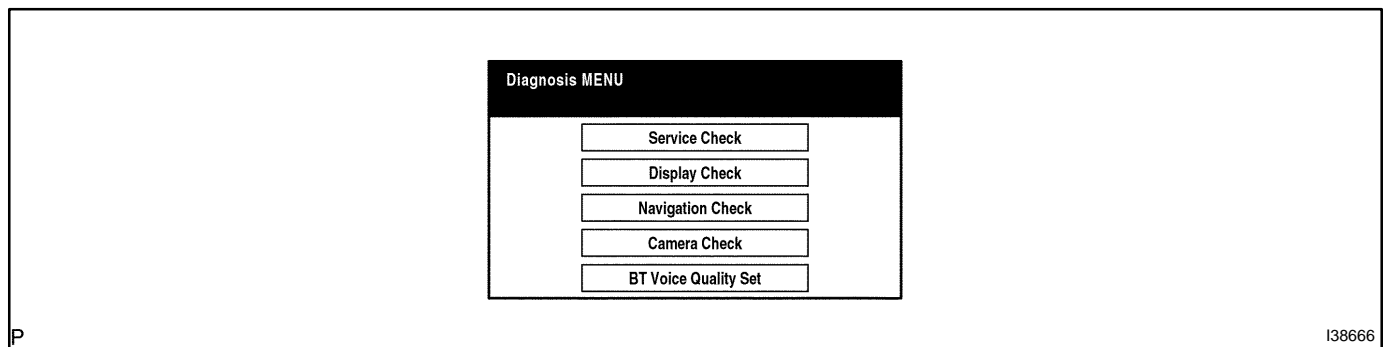 Diagnosis MENU
Service Check
Display Check
Navigation Check
Camera Check
BT Voice Quality Set
P
I38666